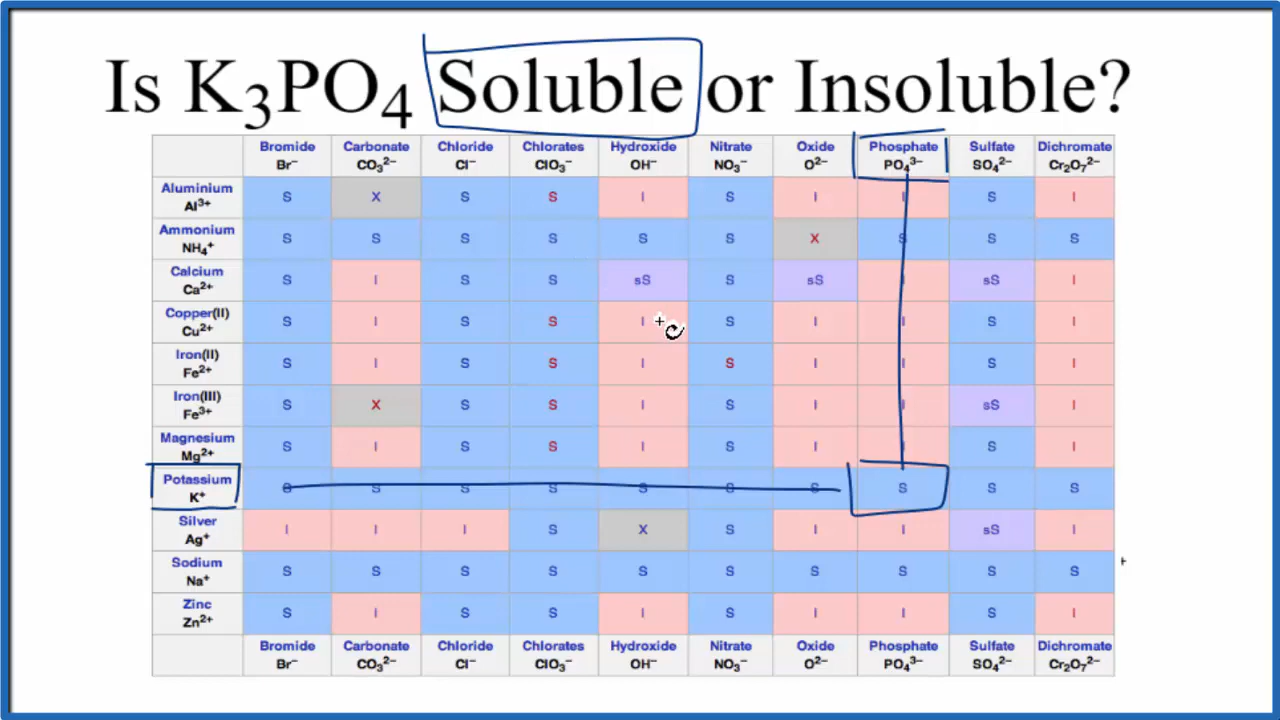 Is K₃PO₄ Soluble or Insoluble?
Bromide Carbonate Chloride Chlorates Hydroxide Nitrate Oxide Phosphate Sulfate Dichromate
Br⁻ CO₃²⁻ Cl⁻ ClO₃⁻ OH⁻ NO₃⁻ O²⁻ PO₄³⁻ SO₄²⁻ Cr₂O₇²⁻
Aluminium
Al³⁺ S X S S I S I I S I
Ammonium
NH₄⁺ S S S S S S X S S S
Calcium
Ca²⁺ S I S S sS S sS I sS I
Copper(II)
Cu²⁺ S I S S I S I I S I
Iron(II)
Fe²⁺ S I S S I S I I S I
Iron(III)
Fe³⁺ S X S S I S I I sS I
Magnesium
Mg²⁺ S I S S I S I I S I
Potassium
K⁺ S S S S S S S S S S
Silver
Ag⁺ I I I S X S I I sS I
Sodium
Na⁺ S S S S S S S S S S
Zinc
Zn²⁺ S I S S I S I I S I
Bromide Carbonate Chloride Chlorates Hydroxide Nitrate Oxide Phosphate Sulfate Dichromate
Br⁻ CO₃²⁻ Cl⁻ ClO₃⁻ OH⁻ NO₃⁻ O²⁻ PO₄³⁻ SO₄²⁻ Cr₂O₇²⁻